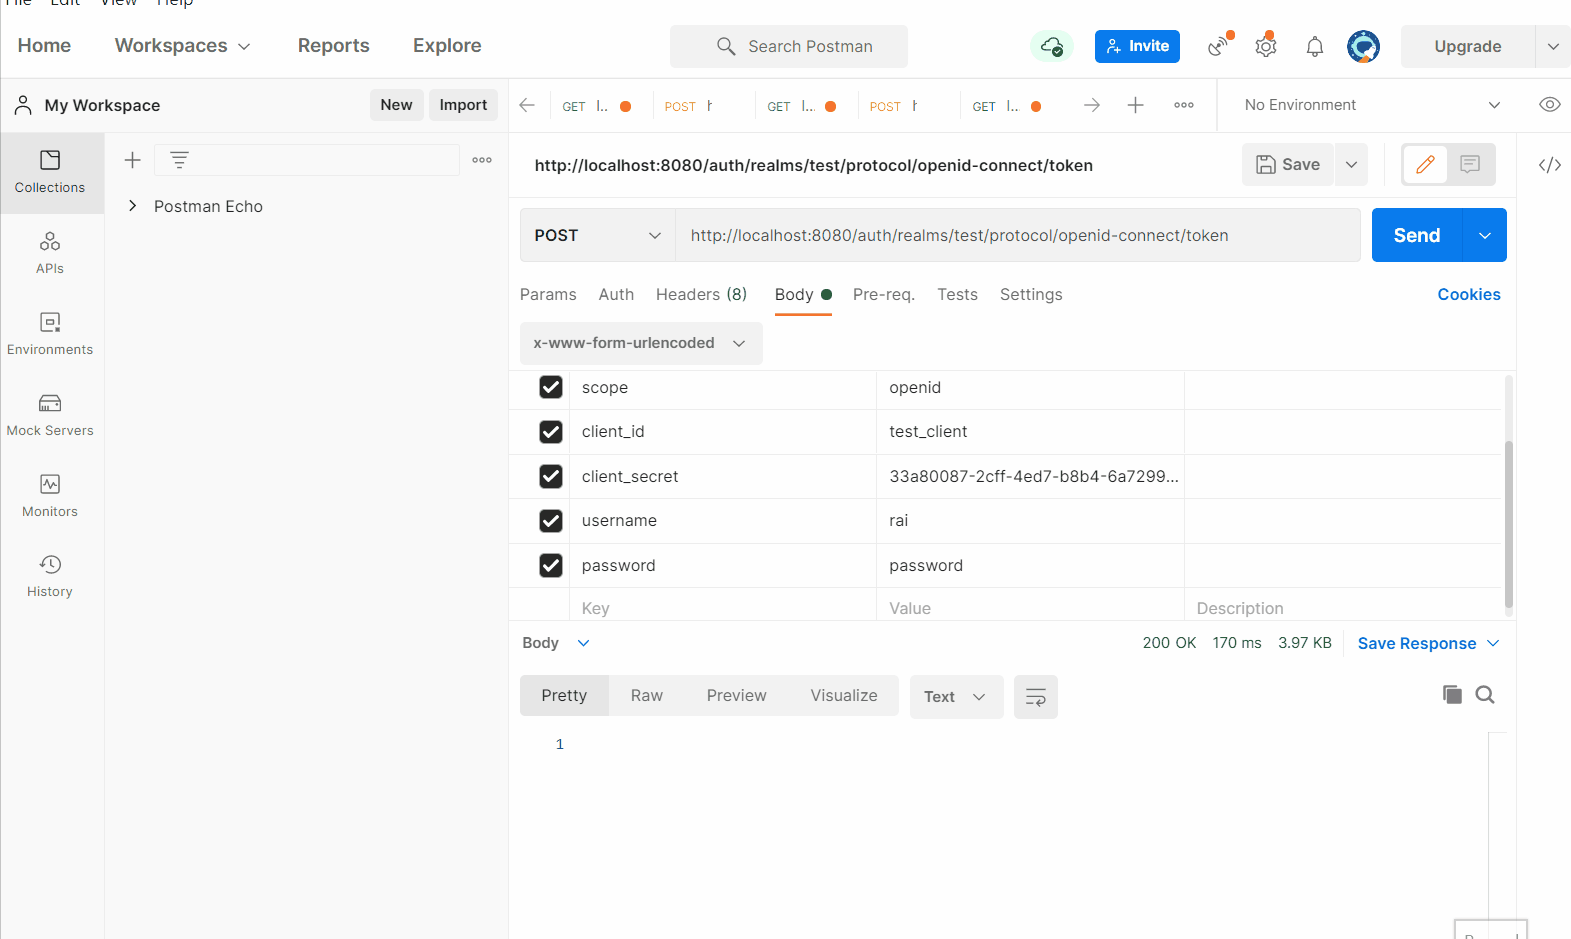 File Edit View Help
Home Workspaces Reports Explore Search Postman Invite Upgrade
My Workspace New Import GET l.. POST h GET l... POST h GET l... No Environment
http://localhost:8080/auth/realms/test/protocol/openid-connect/token Save
Collections
Postman Echo
POST http://localhost:8080/auth/realms/test/protocol/openid-connect/token Send
APIs
Params Auth Headers (8) Body Pre-req. Tests Settings Cookies
Environments
x-www-form-urlencoded
scope openid
Mock Servers
client_id test_client
client_secret 33a80087-2cff-4ed7-b8b4-6a7299...
Monitors
username rai
password password
History
Key Value Description
Body 200 OK 170 ms 3.97 KB Save Response
Pretty Raw Preview Visualize Text
1